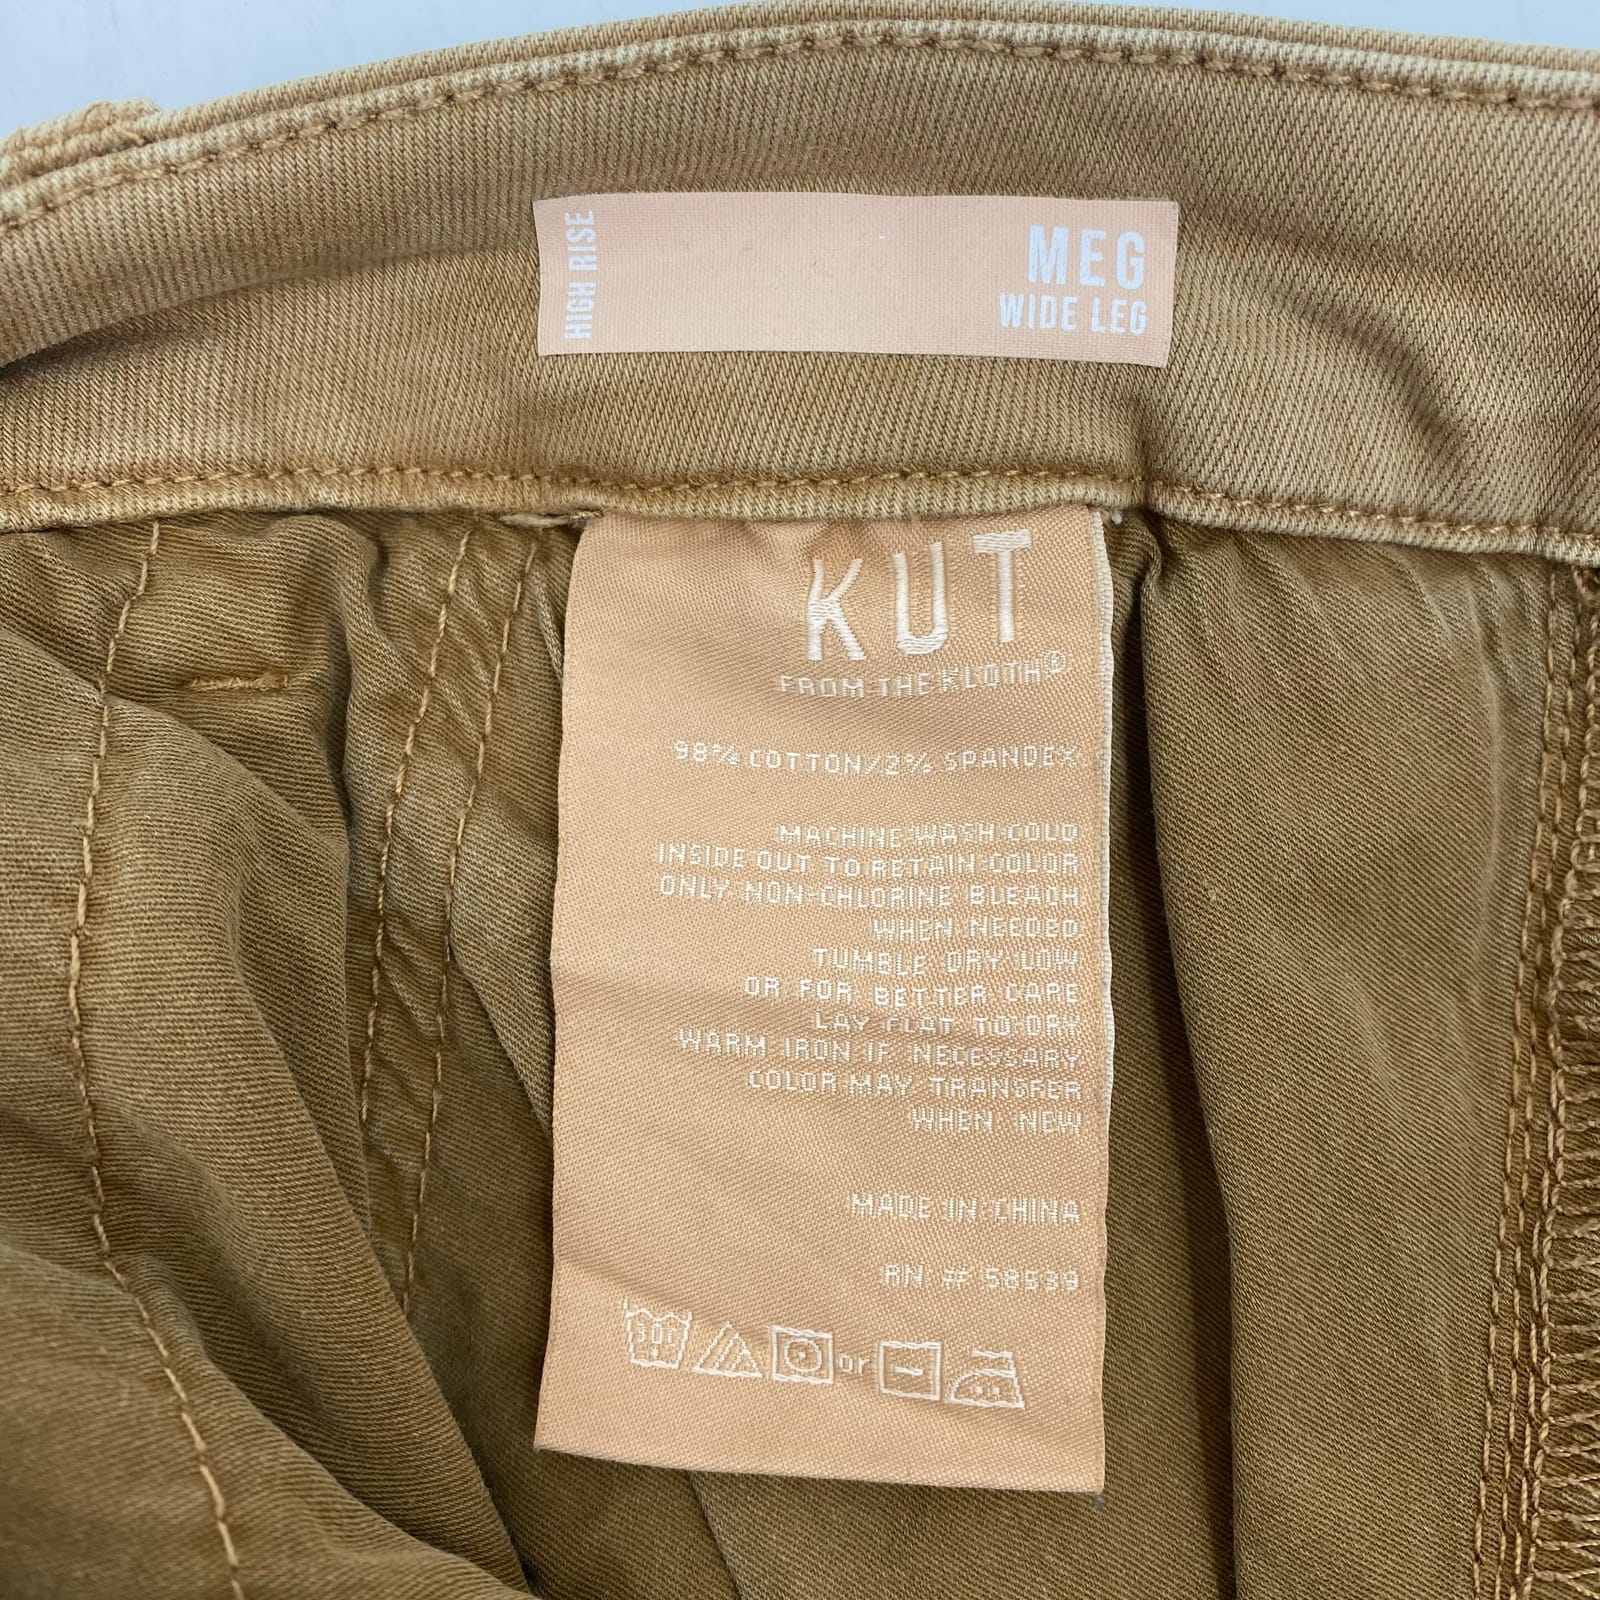 HIGH RISE
MEG
WIDE LEG
KUT
FROM THE KLOTH®
98% COTTON/2% SPANDEX
MACHINE WASH COLD
INSIDE OUT TO RETAIN COLOR
ONLY NON-CHLORINE BLEACH
WHEN NEEDED
TUMBLE DRY LOW
OR FOR BETTER CARE
LAY FLAT TO DRY
WARM IRON IF NECESSARY
COLOR MAY TRANSFER
WHEN NEW
MADE IN CHINA
RN # 58539
30C or